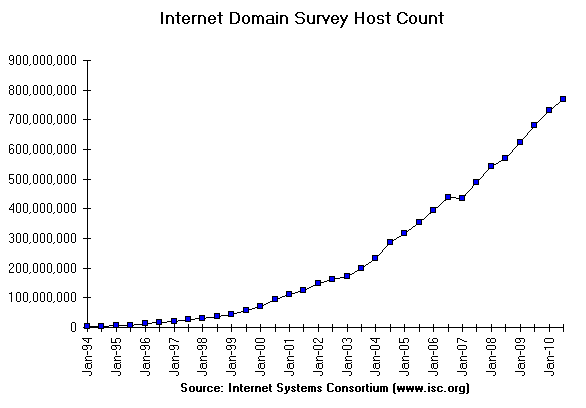 Internet Domain Survey Host Count
900,000,000
800,000,000
700,000,000
600,000,000
500,000,000
400,000,000
300,000,000
200,000,000
100,000,000
0
Jan-94
Jan-95
Jan-96
Jan-97
Jan-98
Jan-99
Jan-00
Jan-01
Jan-02
Jan-03
Jan-04
Jan-05
Jan-06
Jan-07
Jan-08
Jan-09
Jan-10
Source: Internet Systems Consortium (www.isc.org)